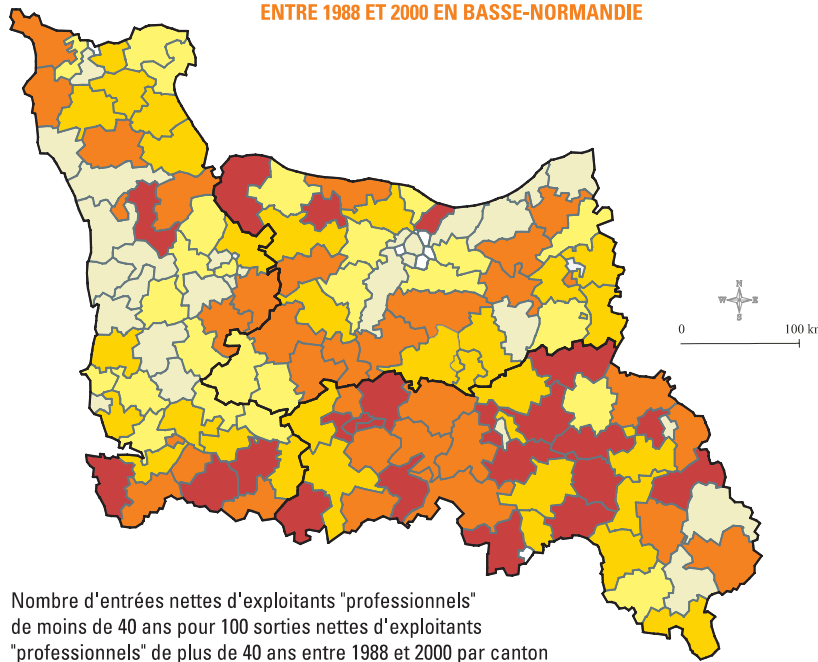 ENTRE 1988 ET 2000 EN BASSE-NORMANDIE
N
W E
S
0 100 kr
Nombre d'entrées nettes d'exploitants "professionnels"
de moins de 40 ans pour 100 sorties nettes d'exploitants
"professionnels" de plus de 40 ans entre 1988 et 2000 par canton